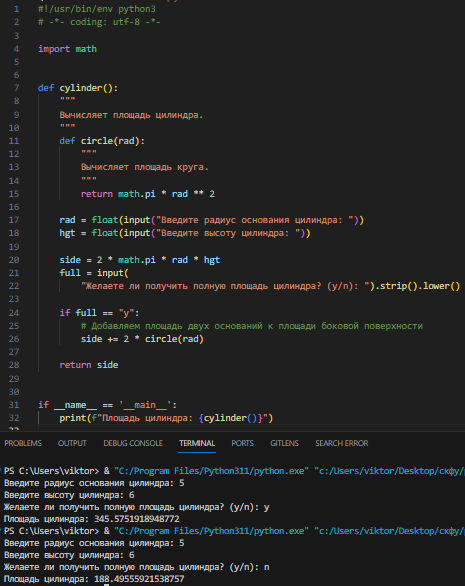 1 #!/usr/bin/env python3
2 # -*- coding: utf-8 -*-
3
4 import math
5
6
7 def cylinder():
8 """
9 Вычисляет площадь цилиндра.
10 """
11 def circle(rad):
12 """
13 Вычисляет площадь круга.
14 """
15 return math.pi * rad ** 2
16
17 rad = float(input("Введите радиус основания цилиндра: "))
18 hgt = float(input("Введите высоту цилиндра: "))
19
20 side = 2 * math.pi * rad * hgt
21 full = input(
22 "Желаете ли получить полную площадь цилиндра? (y/n): ").strip().lower()
23
24 if full == "y":
25 # Добавляем площадь двух оснований к площади боковой поверхности
26 side += 2 * circle(rad)
27
28 return side
29
30
31 if __name__ == '__main__':
32 print(f"Площадь цилиндра: {cylinder()}")
PROBLEMS OUTPUT DEBUG CONSOLE TERMINAL PORTS GITLENS SEARCH ERROR
PS C:\Users\viktor> & "C:/Program Files/Python311/python.exe" "c:/Users/viktor/Desktop/скфу/
Введите радиус основания цилиндра: 5
Введите высоту цилиндра: 6
Желаете ли получить полную площадь цилиндра? (y/n): y
Площадь цилиндра: 345.5751918948772
PS C:\Users\viktor> & "C:/Program Files/Python311/python.exe" "c:/Users/viktor/Desktop/скфу/
Введите радиус основания цилиндра: 5
Введите высоту цилиндра: 6
Желаете ли получить полную площадь цилиндра? (y/n): n
Площадь цилиндра: 188.49555921538757